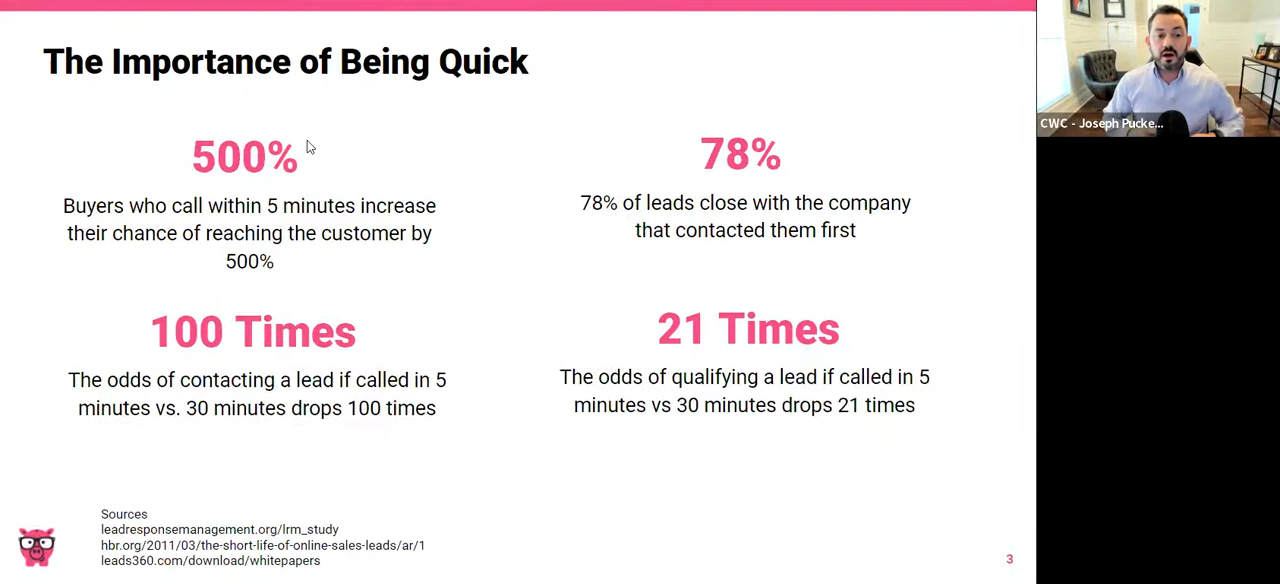 The Importance of Being Quick
500%
Buyers who call within 5 minutes increase
their chance of reaching the customer by
500%
78%
78% of leads close with the company
that contacted them first
100 Times
The odds of contacting a lead if called in 5
minutes vs. 30 minutes drops 100 times
21 Times
The odds of qualifying a lead if called in 5
minutes vs 30 minutes drops 21 times
Sources
leadresponsemanagement.org/lrm_study
hbr.org/2011/03/the-short-life-of-online-sales-leads/ar/1
leads360.com/download/whitepapers
3
CWC - Joseph Pucke...